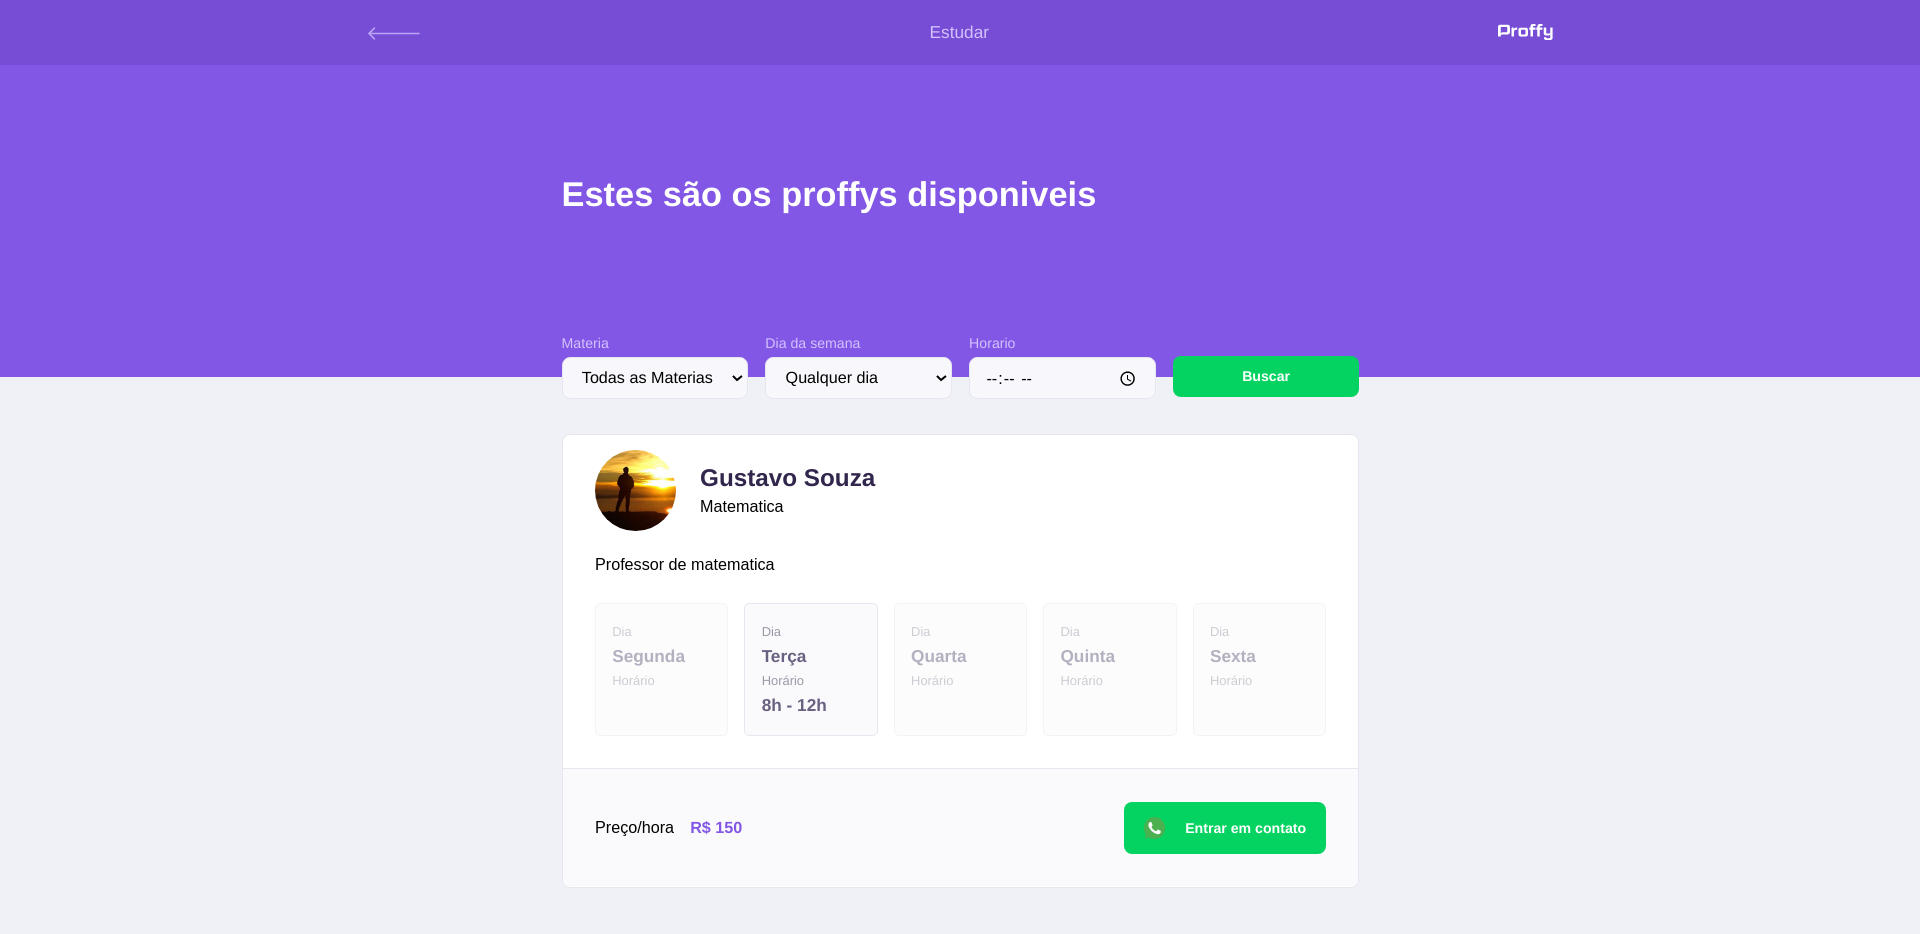 Estudar
Proffy
Estes são os proffys disponiveis
Materia
Dia da semana
Horario
Todas as Materias
Qualquer dia
--:-- --
Buscar
Gustavo Souza
Matematica
Professor de matematica
Dia
Segunda
Horário
Dia
Terça
Horário
8h - 12h
Dia
Quarta
Horário
Dia
Quinta
Horário
Dia
Sexta
Horário
Preço/hora R$ 150
Entrar em contato